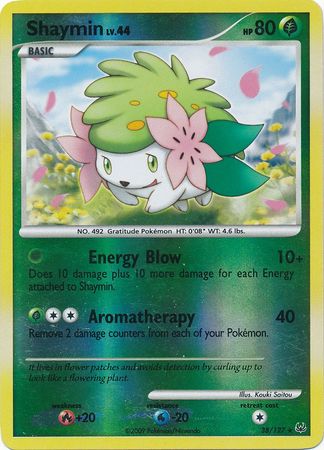 Shaymin LV.44 HP 80
BASIC
NO. 492 Gratitude Pokémon HT: 0'08" WT: 4.6 lbs.
Energy Blow 10+
Does 10 damage plus 10 more damage for each Energy
attached to Shaymin.
Aromatherapy 40
Remove 2 damage counters from each of your Pokémon.
It lives in flower patches and avoids detection by curling up to
look like a flowering plant.
Illus. Kouki Saitou
weakness resistance retreat cost
+20 -20
©2009 Pokémon/Nintendo 38/127 ★